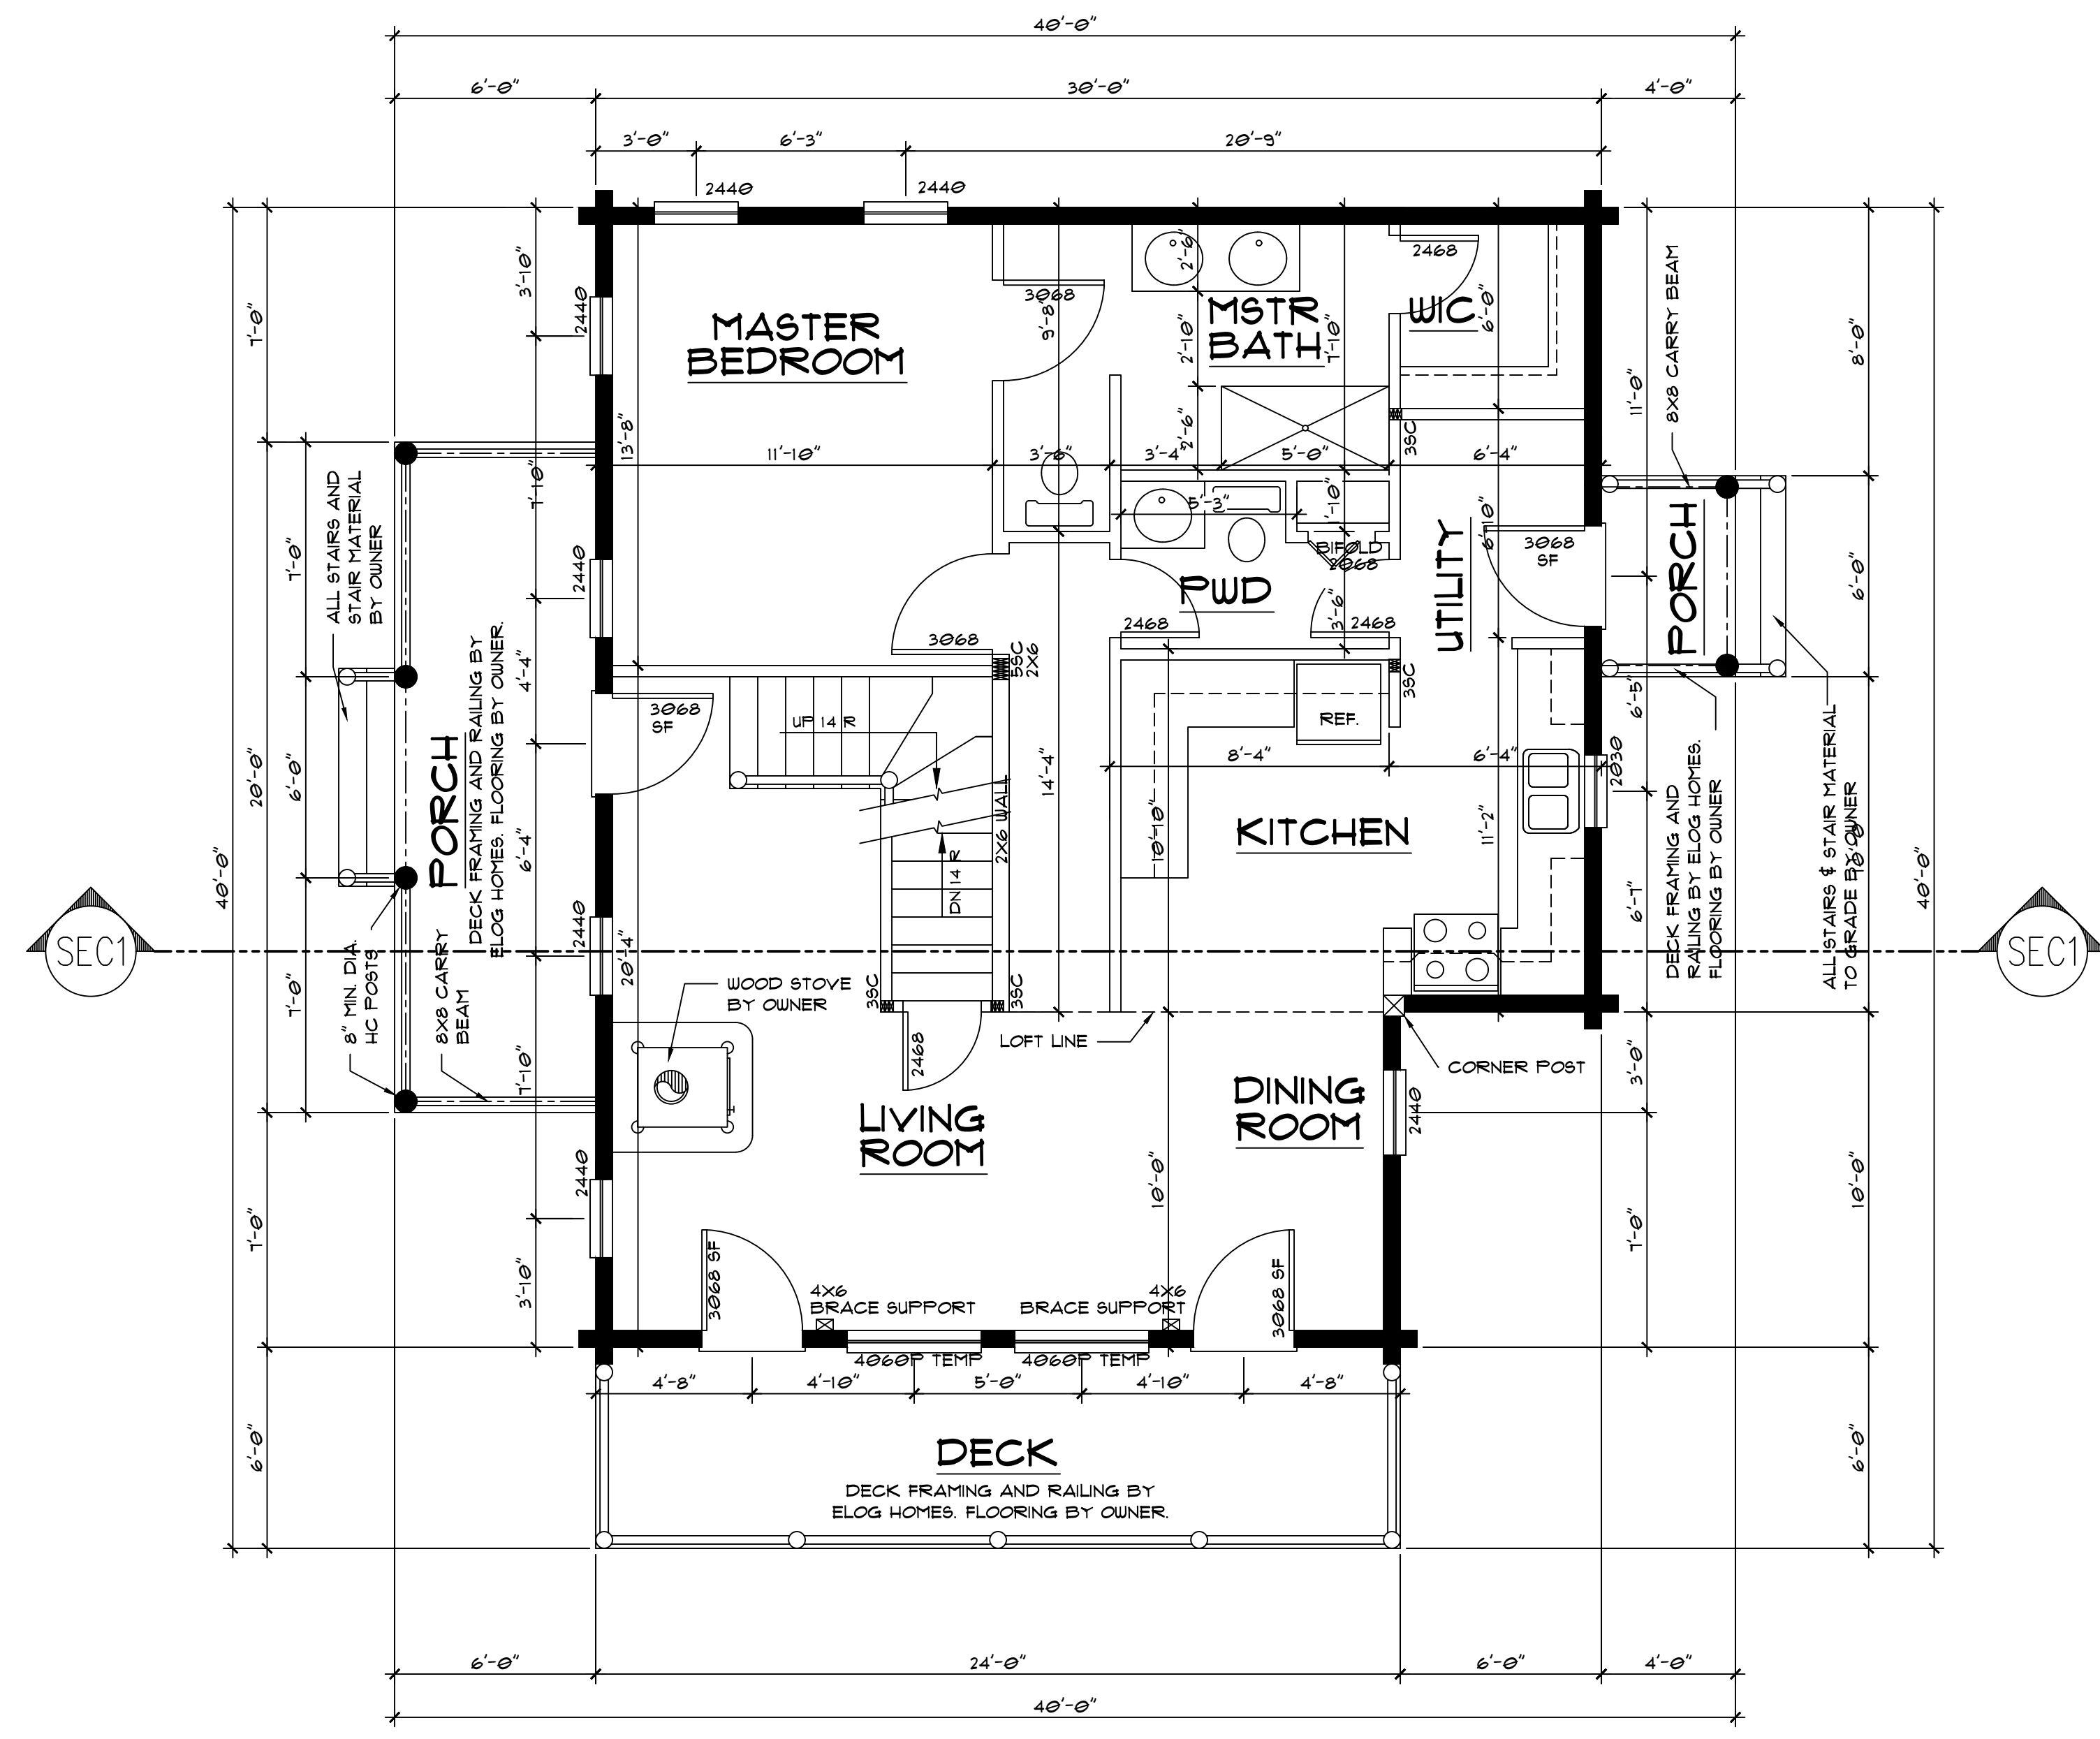 40'-0"
6'-0"
30'-0"
4'-0"
3'-0"
6'-3"
20'-9"
2440
2440
MASTER
BEDROOM
3068
9'-8"
2'-6"
MSTR
BATH
2'-10"
7'-10"
2'-6"
WIC
2468
6'-0"
3'-10"
2440
7'-0"
7'-10"
13'-8"
11'-10"
3'-6"
3'-4"
5'-0"
6'-4"
3SC
5'-3"
1'-10"
BIFOLD
2068
PWD
2468
3'-6"
2468
UTILITY
6'-10"
3068
SF
PORCH
8X8 CARRY BEAM
11'-0"
8'-0"
6'-0"
ALL STAIRS AND
STAIR MATERIAL
BY OWNER
7'-0"
2440
4'-4"
3068
5SC
2X6
3068
SF
UP 14 R
2X6 WALL
DN 14 R
14'-4"
REF.
3SC
8'-4"
6'-4"
2030
6'-5"
KITCHEN
10'-10"
11'-2"
6'-7"
DECK FRAMING AND
RAILING BY ELOG HOMES.
FLOORING BY OWNER
ALL STAIRS & STAIR MATERIAL
TO GRADE BY OWNER
40'-0"
PORCH
DECK FRAMING AND RAILING BY
ELOG HOMES. FLOORING BY OWNER.
20'-0"
6'-0"
40'-0"
6'-4"
SEC1
SEC1
2440
20'-4"
7'-0"
8" MIN. DIA.
HC POSTS
8X8 CARRY
BEAM
WOOD STOVE
BY OWNER
3SC
3SC
2468
LOFT LINE
CORNER POST
7'-10"
LIVING
ROOM
DINING
ROOM
2440
3'-0"
10'-0"
10'-0"
7'-0"
7'-0"
2440
3'-10"
3068 SF
4X6
BRACE SUPPORT
4X6
BRACE SUPPORT
3068 SF
4060P TEMP
4060P TEMP
4'-8"
4'-10"
5'-0"
4'-10"
4'-8"
6'-0"
6'-0"
DECK
DECK FRAMING AND RAILING BY
ELOG HOMES. FLOORING BY OWNER.
6'-0"
24'-0"
6'-0"
4'-0"
40'-0"